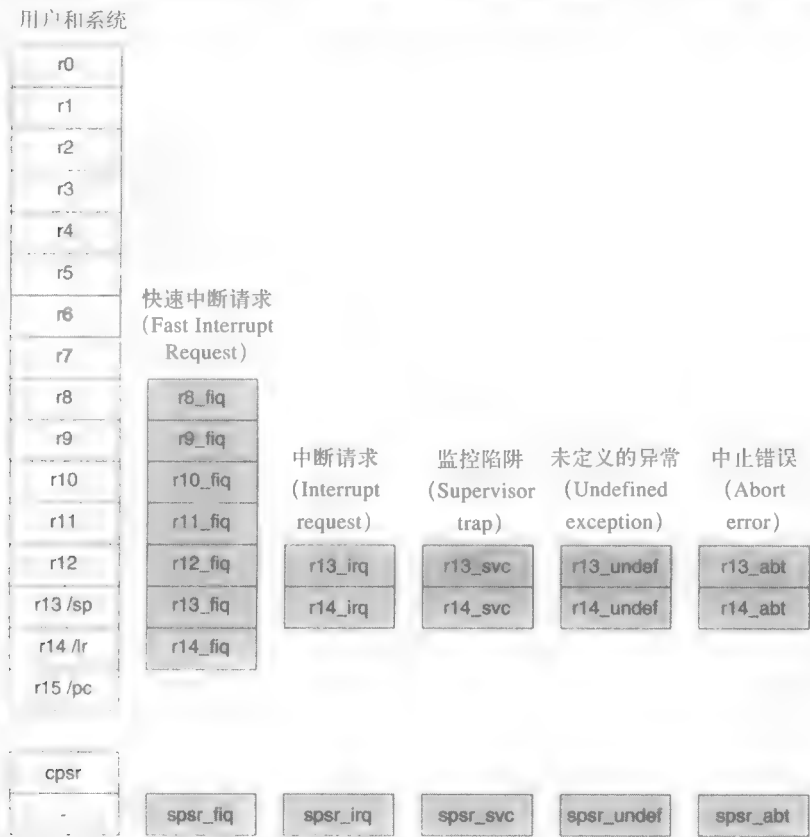 用户和系统
r0
r1
r2
r3
r4
r5
r6
快速中断请求
(Fast Interrupt
Request)
r7
r8 r8_fiq
r9 r9_fiq
中断请求 监控陷阱 未定义的异常 中止错误
r10 r10_fiq (Interrupt (Supervisor (Undefined (Abort
r11 r11_fiq request) trap) exception) error)
r12 r12_fiq r13_irq r13_svc r13_undef r13_abt
r13 /sp r13_fiq r14_irq r14_svc r14_undef r14_abt
r14 /lr r14_fiq
r15 /pc
cpsr
- spsr_fiq spsr_irq spsr_svc spsr_undef spsr_abt